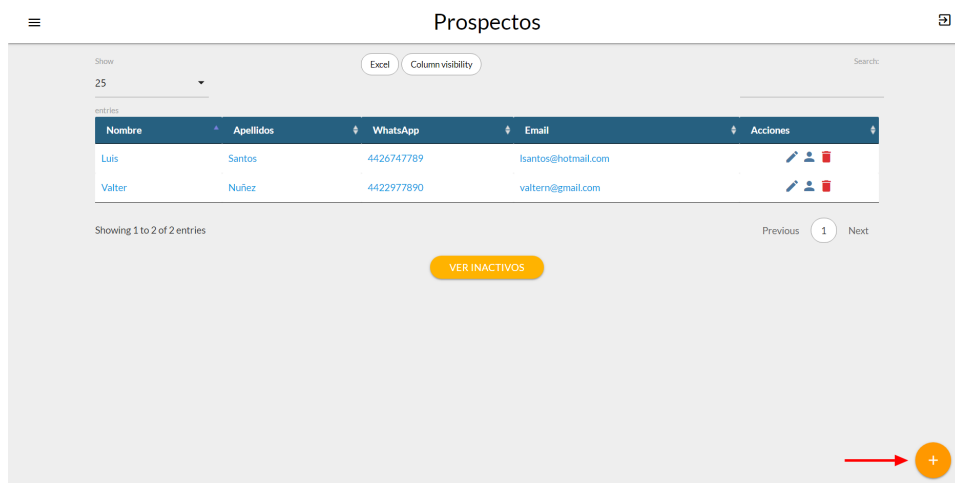 Prospectos
Show
Excel Column visibility
Search:
25
entries
Nombre Apellidos WhatsApp Email Acciones
Luis Santos 4426747789 lsantos@hotmail.com
Valter Nuñez 4422977890 valtern@gmail.com
Showing 1 to 2 of 2 entries
Previous 1 Next
VER INACTIVOS
+